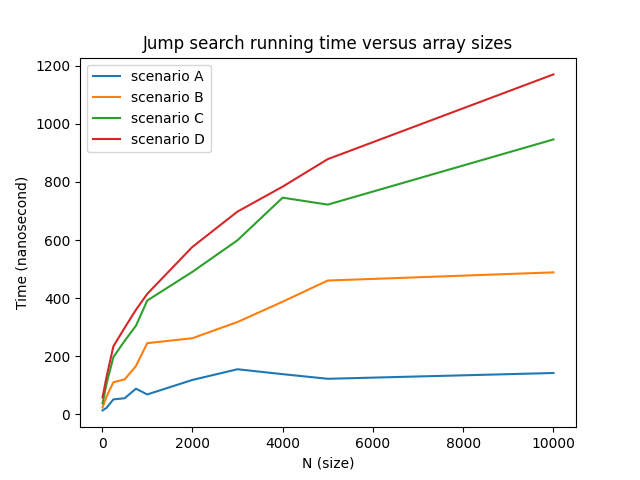 Jump search running time versus array sizes
scenario A
scenario B
scenario C
scenario D
Time (nanosecond)
1200
1000
800
600
400
200
0
0 2000 4000 6000 8000 10000
N (size)